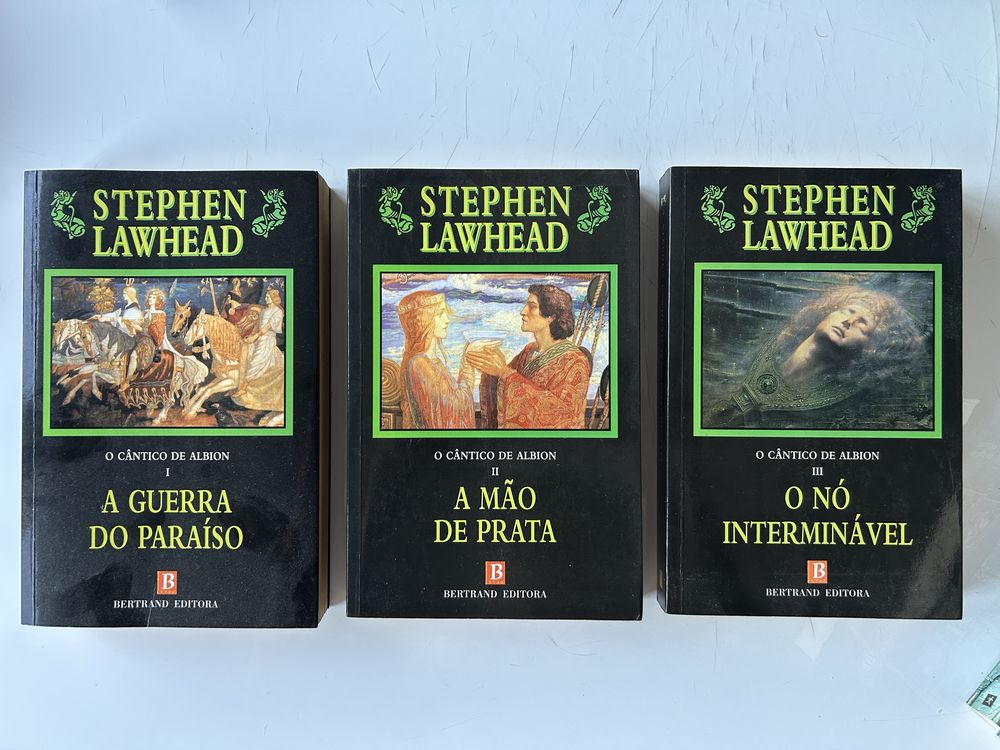 STEPHEN
LAWHEAD
O CÂNTICO DE ALBION
I
A GUERRA
DO PARAÍSO
B
BERTRAND EDITORA
STEPHEN
LAWHEAD
O CÂNTICO DE ALBION
II
A MÃO
DE PRATA
B
BERTRAND EDITORA
STEPHEN
LAWHEAD
O CÂNTICO DE ALBION
III
O NÓ
INTERMINÁVEL
B
BERTRAND EDITORA